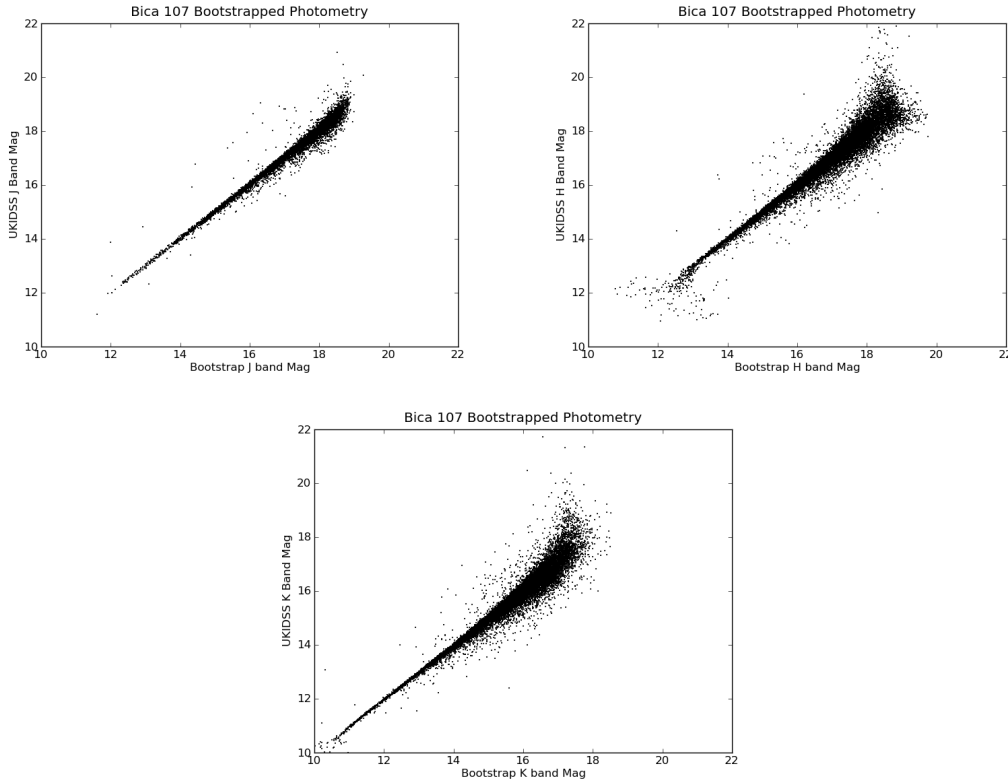 Bica 107 Bootstrapped Photometry
22
20
18
16
14
12
10
UKIDSS J Band Mag
10 12 14 16 18 20 22
Bootstrap J band Mag
Bica 107 Bootstrapped Photometry
22
20
18
16
14
12
10
UKIDSS H Band Mag
10 12 14 16 18 20 22
Bootstrap H band Mag
Bica 107 Bootstrapped Photometry
22
20
18
16
14
12
10
UKIDSS K Band Mag
10 12 14 16 18 20 22
Bootstrap K band Mag